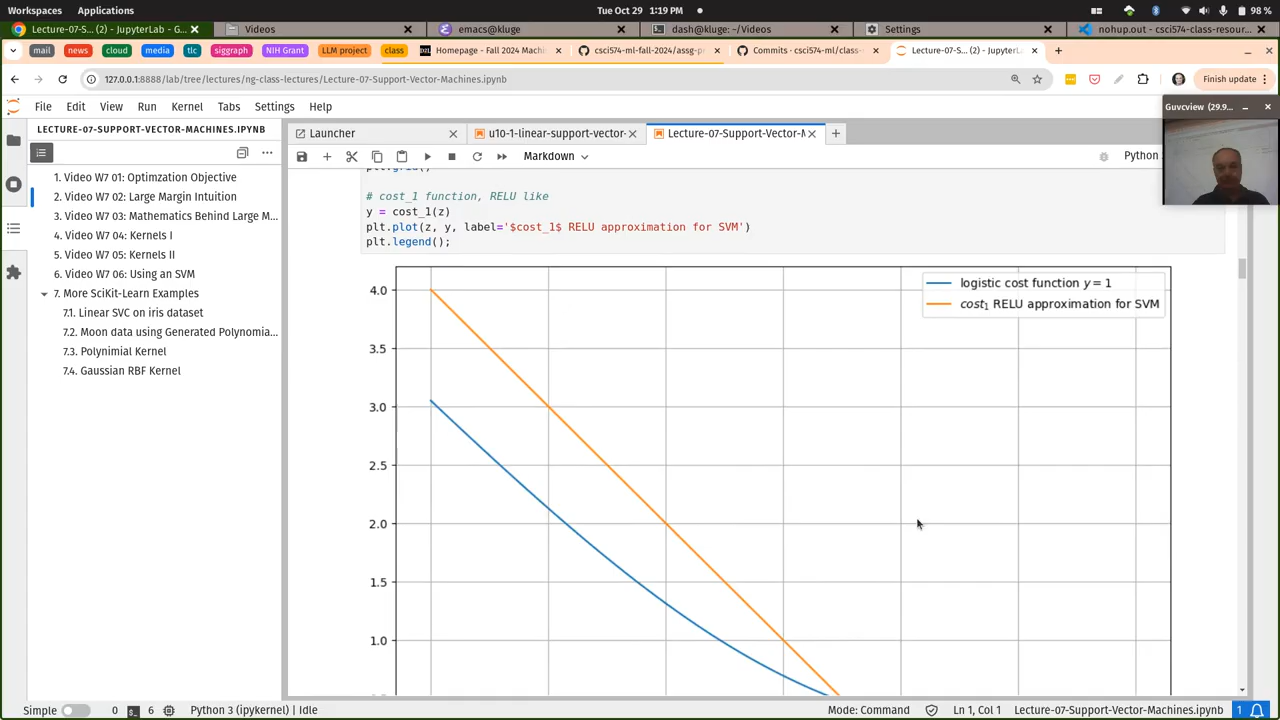 Workspaces Applications Tue Oct 29 1:19 PM 98 %
Lecture-07-S... (2) - JupyterLab - G... Videos emacs@kluge dash@kluge: ~/Videos Settings nohup.out - csci574-class-resour...
mail news cloud media tlc siggraph NIH Grant LLM project class Homepage - Fall 2024 Machi csci574-ml-fall-2024/assg-p Commits · csci574-ml/class- Lecture-07-S... (2) - JupyterL
127.0.0.1:8888/lab/tree/lectures/ng-class-lectures/Lecture-07-Support-Vector-Machines.ipynb Finish update
File Edit View Run Kernel Tabs Settings Help
Guvcview (29.9...
LECTURE-07-SUPPORT-VECTOR-MACHINES.IPYNB
Launcher u10-1-linear-support-vector- Lecture-07-Support-Vector-M
Markdown Python
1. Video W7 01: Optimzation Objective
2. Video W7 02: Large Margin Intuition
3. Video W7 03: Mathematics Behind Large M...
4. Video W7 04: Kernels I
5. Video W7 05: Kernels II
6. Video W7 06: Using an SVM
7. More SciKit-Learn Examples
7.1. Linear SVC on iris dataset
7.2. Moon data using Generated Polynomia...
7.3. Polynimial Kernel
7.4. Gaussian RBF Kernel
plt.grid()
# cost_1 function, RELU like
y = cost_1(z)
plt.plot(z, y, label='$cost_1$ RELU approximation for SVM')
plt.legend();
logistic cost function y = 1
cost1 RELU approximation for SVM
4.0
3.5
3.0
2.5
2.0
1.5
1.0
Simple 0 6 Python 3 (ipykernel) | Idle Mode: Command Ln 1, Col 1 Lecture-07-Support-Vector-Machines.ipynb 1